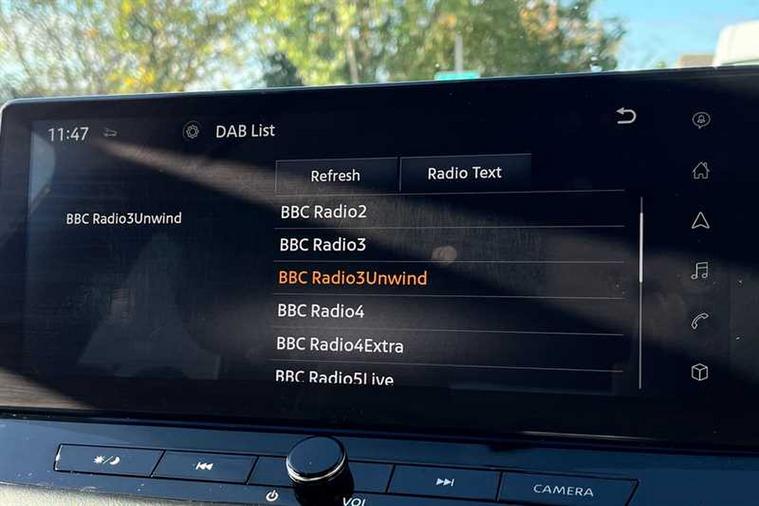 11:47
DAB List
Refresh
Radio Text
BBC Radio3Unwind
BBC Radio2
BBC Radio3
BBC Radio3Unwind
BBC Radio4
BBC Radio4Extra
BBC Radio5Live
VOL
CAMERA